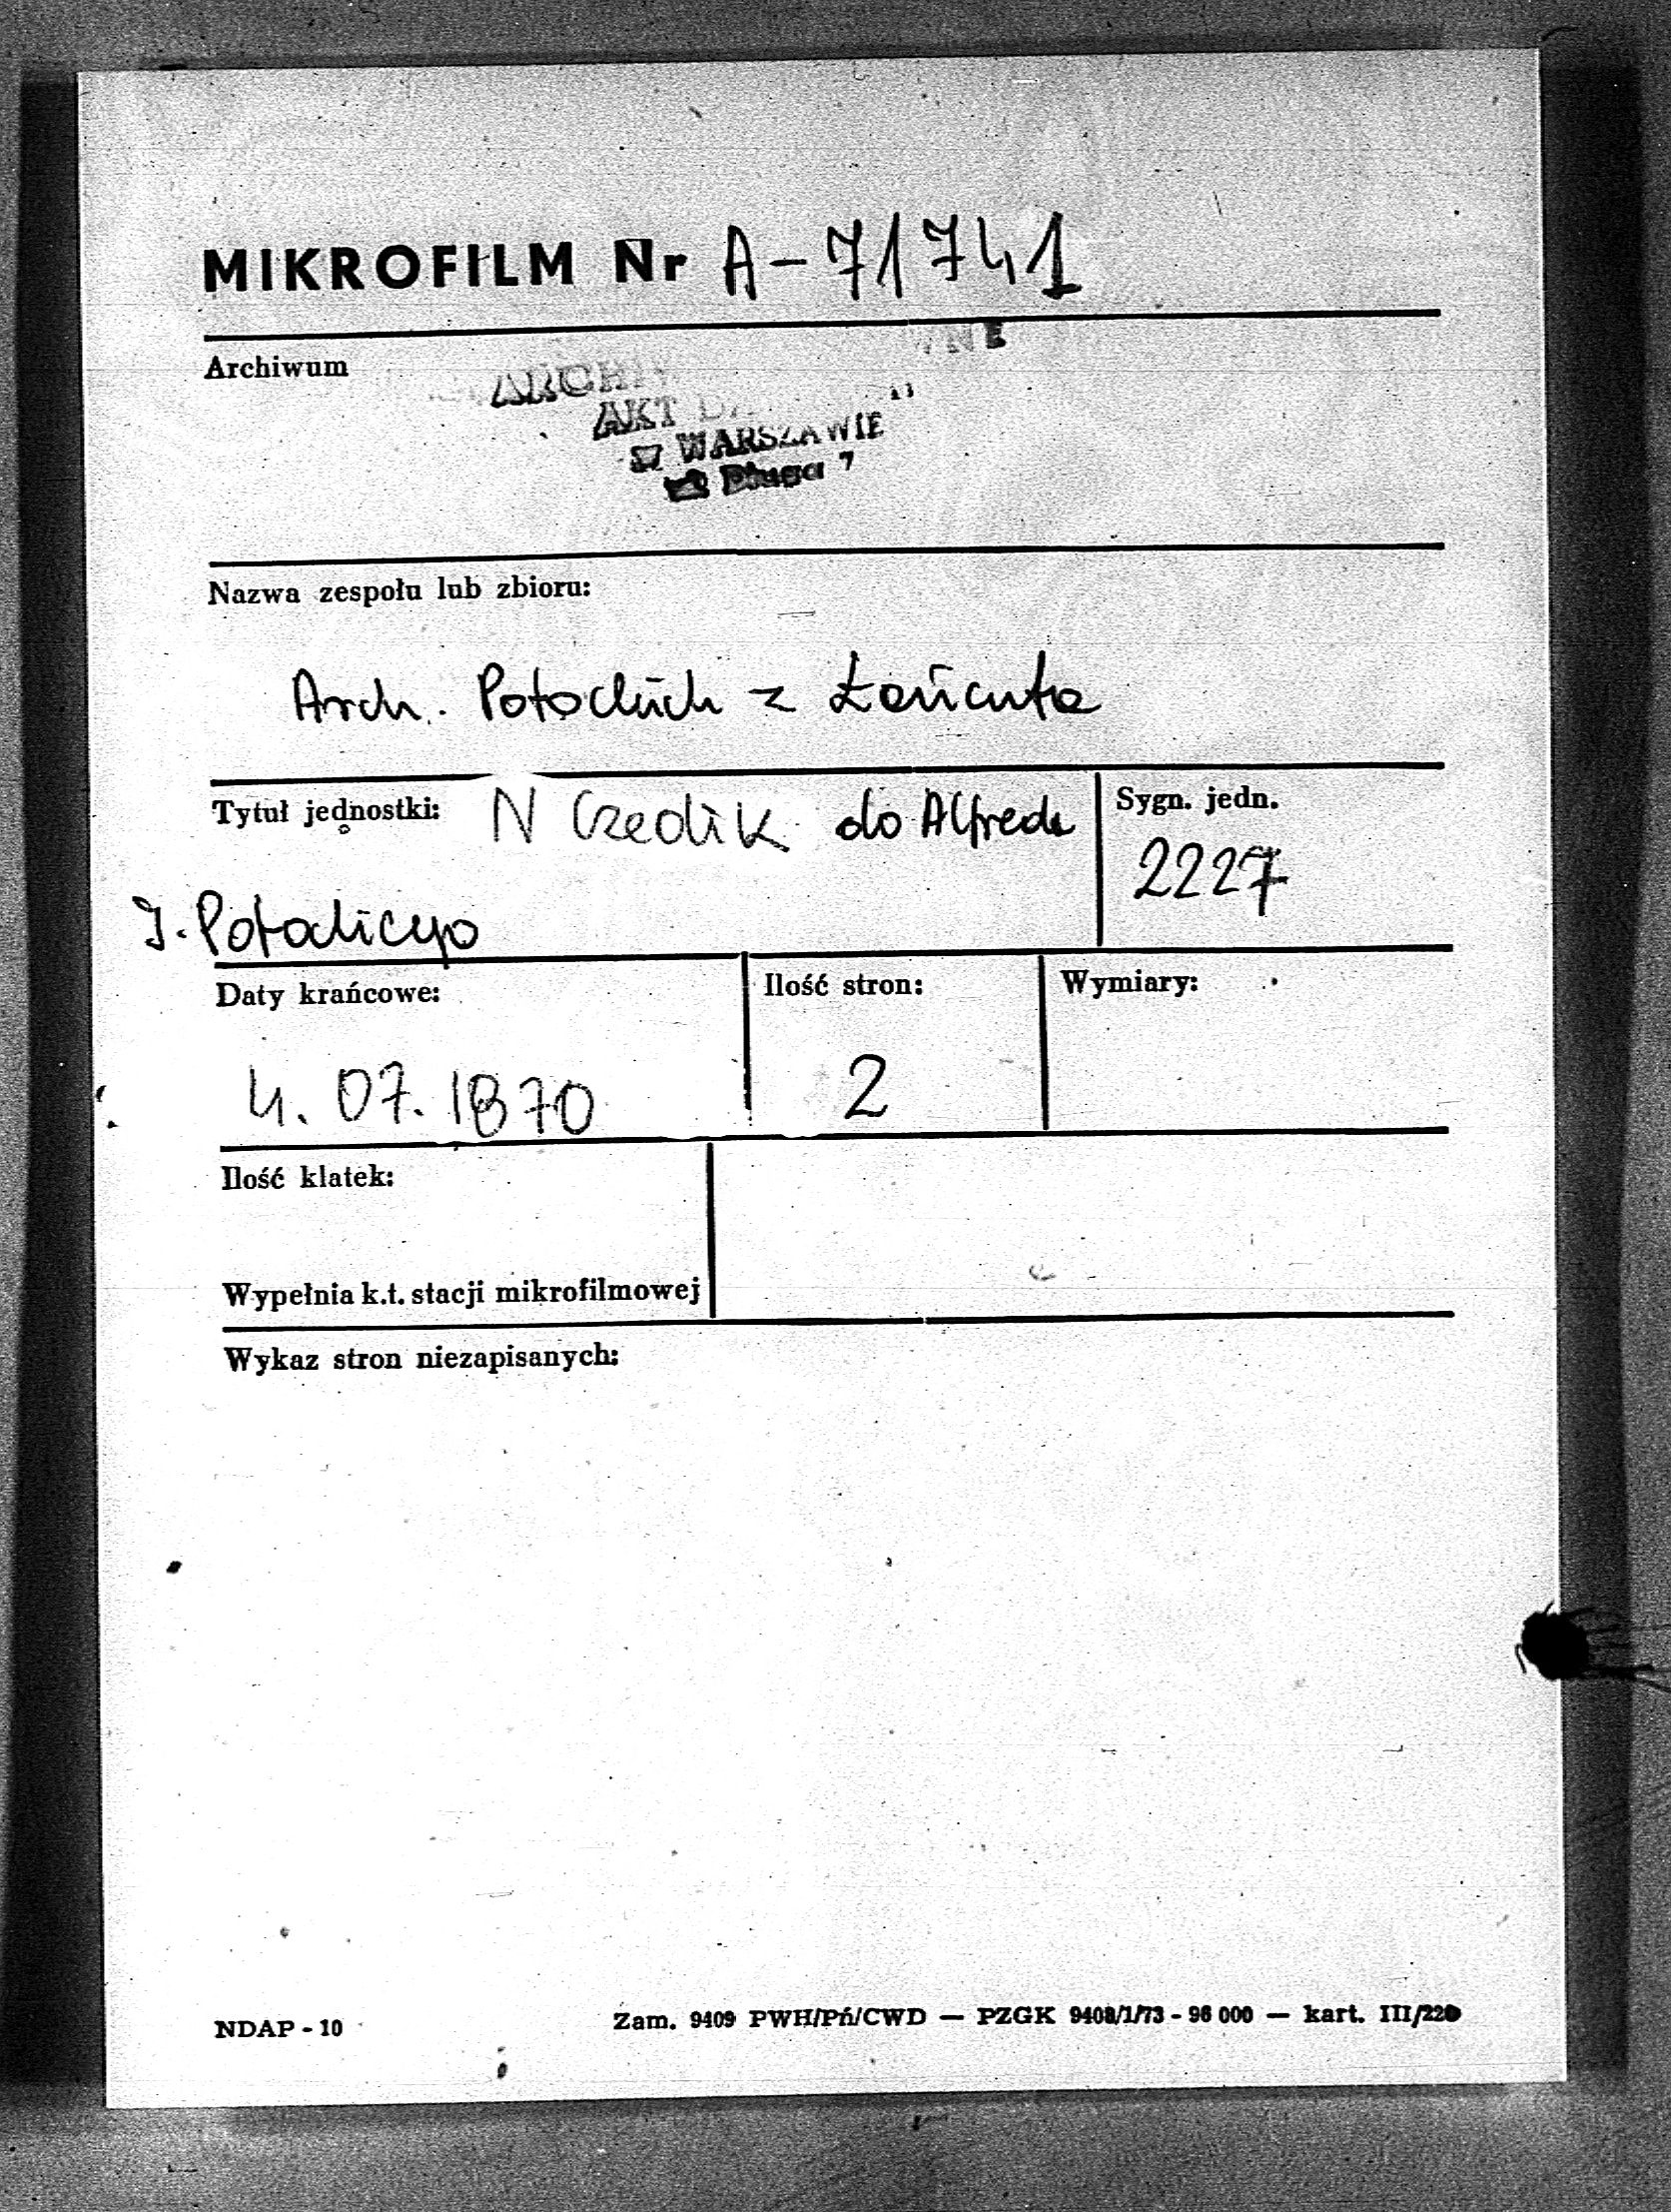 MIKROFILM Nr A-71741
Archiwum
AKT
W WARSZAWIE
Długa 7
Nazwa zespołu lub zbioru:
Arch. Potockich z Łańcuta
Tytuł jednostki: N Czedik do Alfreda
I. Potockiego
Sygn. jedn.
2227
Daty krańcowe:
4. 07. 1870
Ilość stron:
2
Wymiary:
Ilość klatek:
Wypełnia k.t. stacji mikrofilmowej
Wykaz stron niezapisanych:
NDAP - 10
Zam. 9409 PWH/Pń/CWD — PZGK 9408/1/73 - 96 000 — kart. III/220